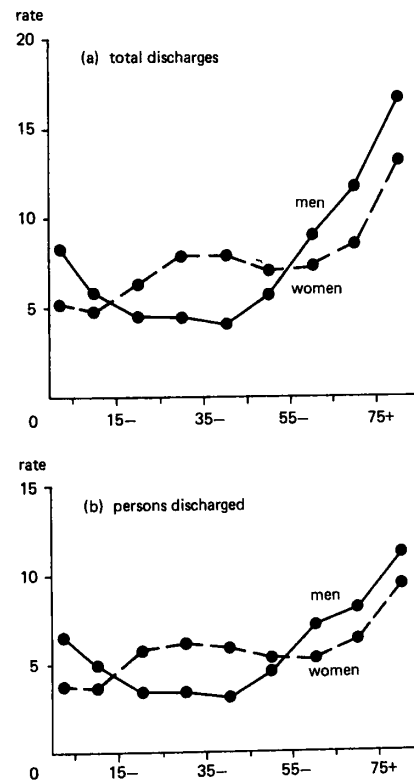 rate
20
(a) total discharges
15
men
10
women
5
0
15– 35– 55– 75+
rate
15
(b) persons discharged
10
men
5
women
0
15– 35– 55– 75+